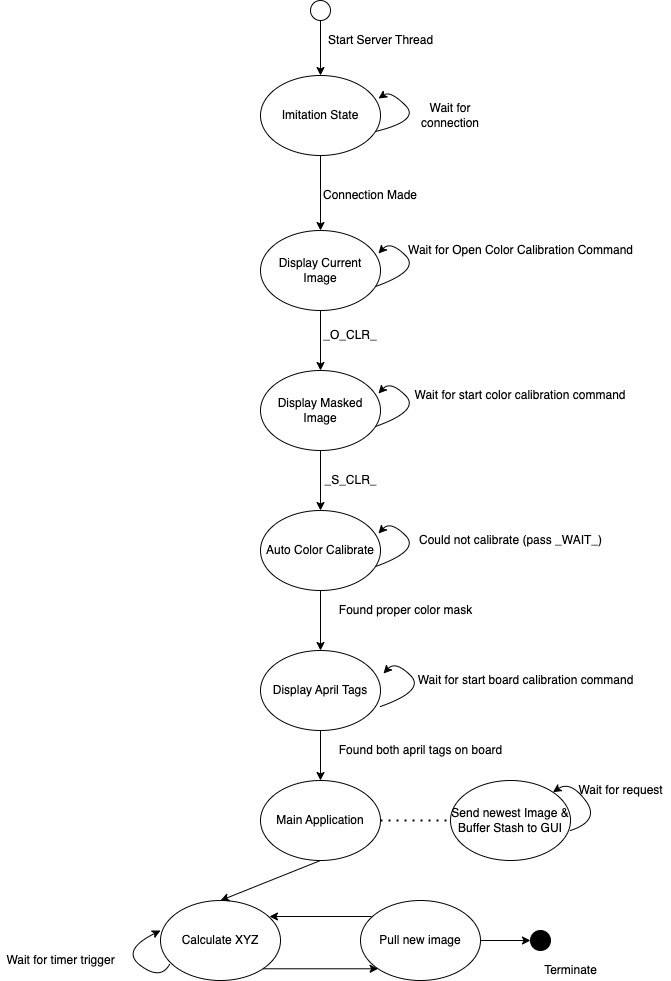 Start Server Thread
Imitation State
Wait for
connection
Connection Made
Display Current
Image
Wait for Open Color Calibration Command
_O_CLR_
Display Masked
Image
Wait for start color calibration command
_S_CLR_
Auto Color Calibrate
Could not calibrate (pass _WAIT_)
Found proper color mask
Display April Tags
Wait for start board calibration command
Found both april tags on board
Main Application
Send newest Image &
Buffer Stash to GUI
Wait for request
Calculate XYZ
Pull new image
Wait for timer trigger
Terminate